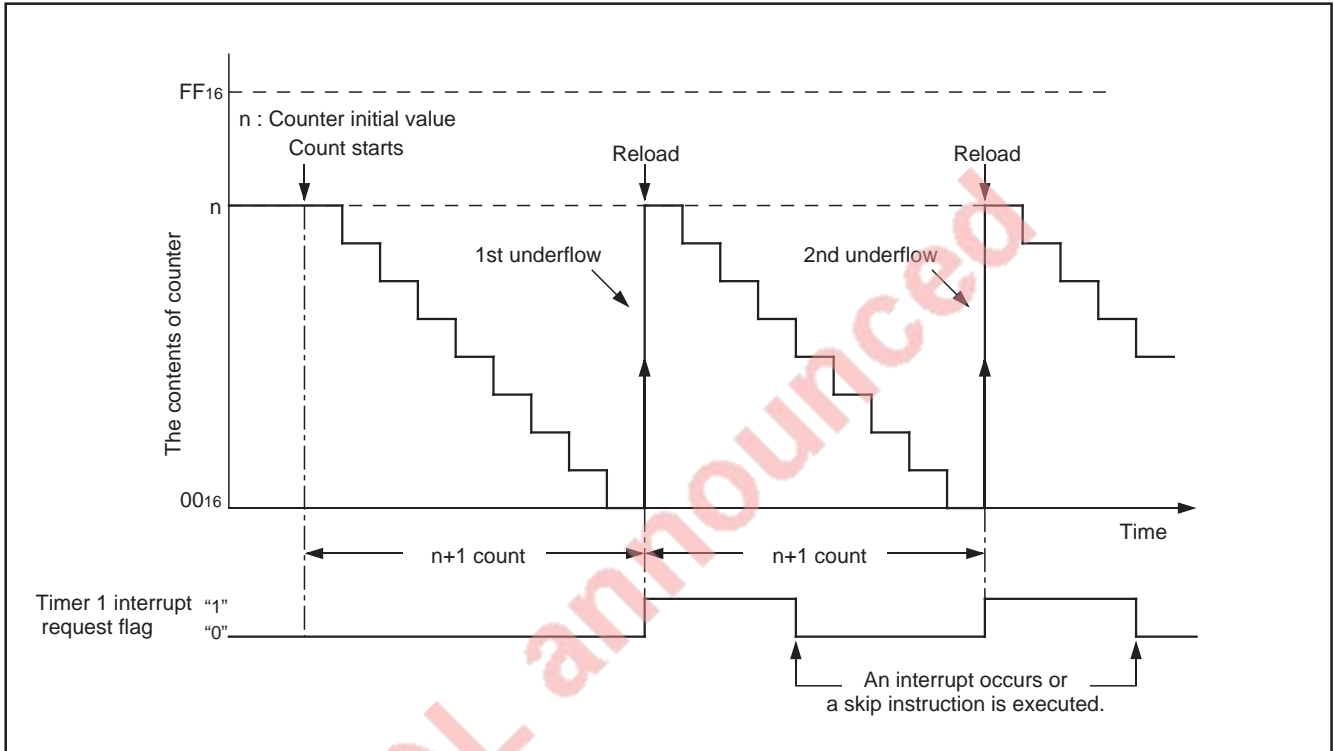 FF16
n : Counter initial value
Count starts
Reload
Reload
n
1st underflow
2nd underflow
The contents of counter
0016
Time
n+1 count
n+1 count
Timer 1 interrupt
request flag
“1”
“0”
An interrupt occurs or
a skip instruction is executed.
L announced